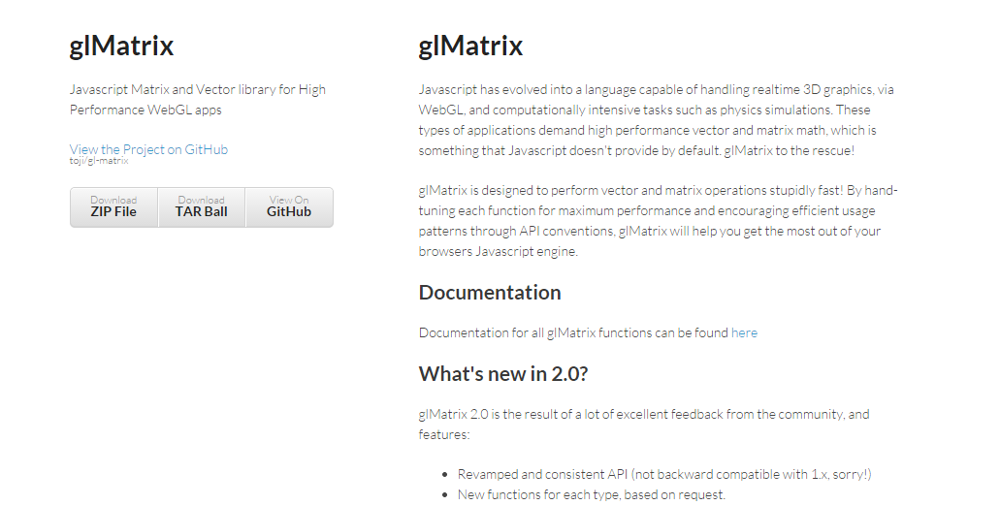 glMatrix
Javascript Matrix and Vector library for High
Performance WebGL apps
View the Project on GitHub
toji/gl-matrix
Download
ZIP File
Download
TAR Ball
View On
GitHub
glMatrix
Javascript has evolved into a language capable of handling realtime 3D graphics, via
WebGL, and computationally intensive tasks such as physics simulations. These
types of applications demand high performance vector and matrix math, which is
something that Javascript doesn't provide by default. glMatrix to the rescue!
glMatrix is designed to perform vector and matrix operations stupidly fast! By hand-
tuning each function for maximum performance and encouraging efficient usage
patterns through API conventions, glMatrix will help you get the most out of your
browsers Javascript engine.
Documentation
Documentation for all glMatrix functions can be found here
What's new in 2.0?
glMatrix 2.0 is the result of a lot of excellent feedback from the community, and
features:
• Revamped and consistent API (not backward compatible with 1.x, sorry!)
• New functions for each type, based on request.